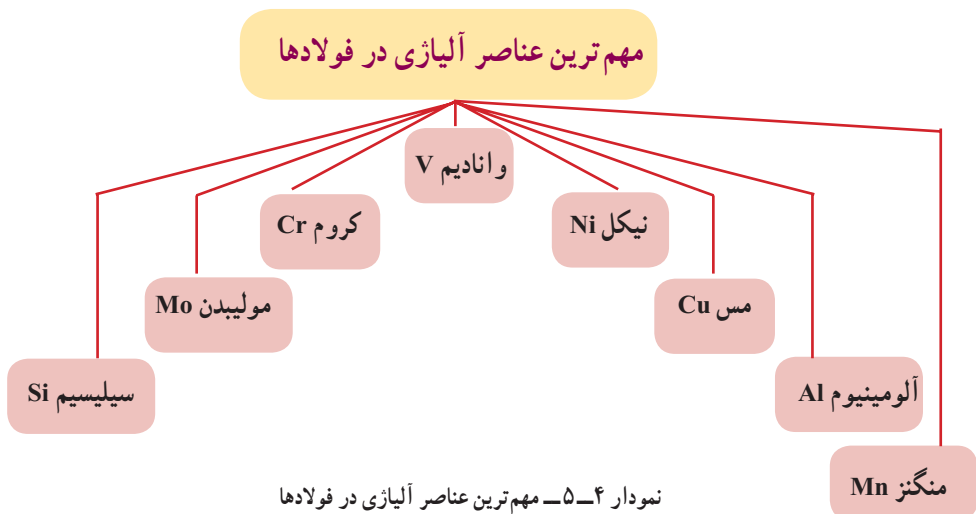 مهم‌ترین عناصر آلیاژی در فولادها
وانادیم V
نیکل Ni
کروم Cr
مس Cu
مولیبدن Mo
آلومینیوم Al
سیلیسیم Si
منگنز Mn
نمودار ۴ــ۵ــ مهم‌ترین عناصر آلیاژی در فولادها